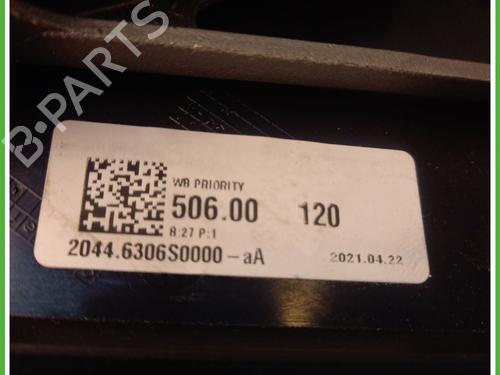 B-PARTS
WB PRIORITY
506.00 120
8:27 P:1
2044.6306S0000-aA 2021.04.22